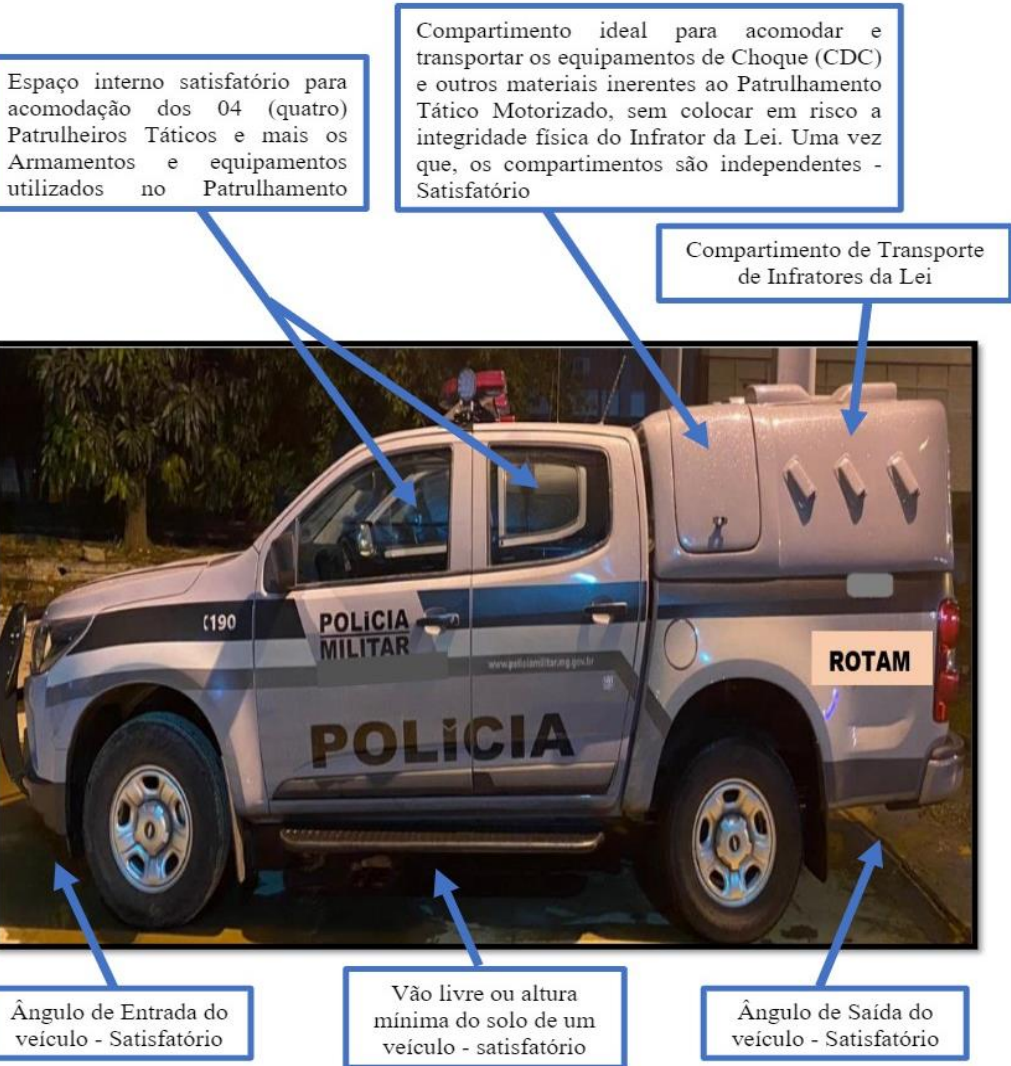 Espaço interno satisfatório para
acomodação dos 04 (quatro)
Patrulheiros Táticos e mais os
Armamentos e equipamentos
utilizados no Patrulhamento
Compartimento ideal para acomodar e
transportar os equipamentos de Choque (CDC)
e outros materiais inerentes ao Patrulhamento
Tático Motorizado, sem colocar em risco a
integridade física do Infrator da Lei. Uma vez
que, os compartimentos são independentes -
Satisfatório
Compartimento de Transporte
de Infratores da Lei
190
POLÍCIA
MILITAR
www.policiamilitar.mg.gov.br
POLÍCIA
ROTAM
Ângulo de Entrada do
veículo - Satisfatório
Vão livre ou altura
mínima do solo de um
veículo - satisfatório
Ângulo de Saída do
veículo - Satisfatório